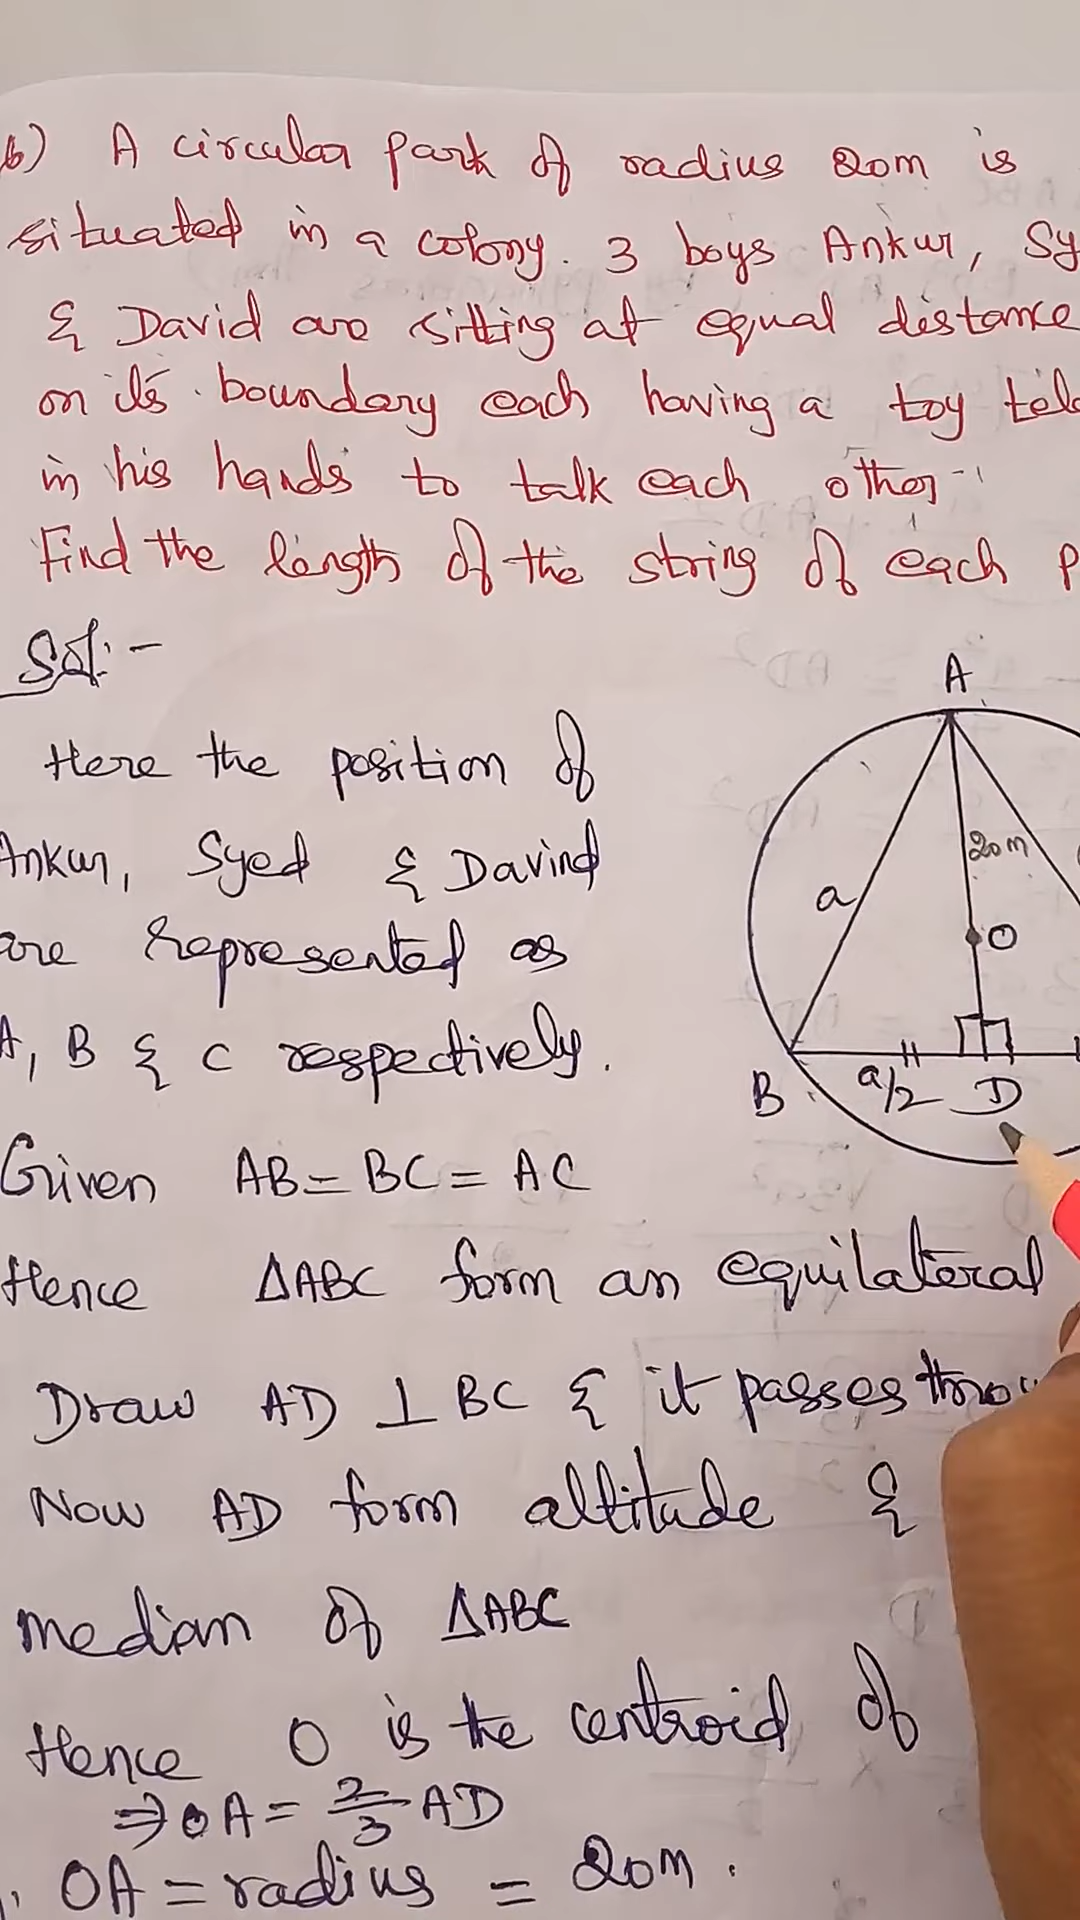 6) A circular park of radius 20m is
situated in a colony. 3 boys Ankur, Sy
& David are sitting at equal distance
on it's boundary each having a toy tele
in his hands to talk each other.
Find the length of the string of each p
Sol:-
Here the position of
Ankur, Syed & Davind
are represented as
A, B & C respectively.
A
20m
a
O
B
a/2
D
Given AB = BC = AC
Hence ΔABC form an equilateral
Draw AD ⊥ BC & it passes throu
Now AD form altitude &
median of ΔABC
Hence O is the centroid of
⇒ OA = 2/3 AD
OA = radius = 20m.